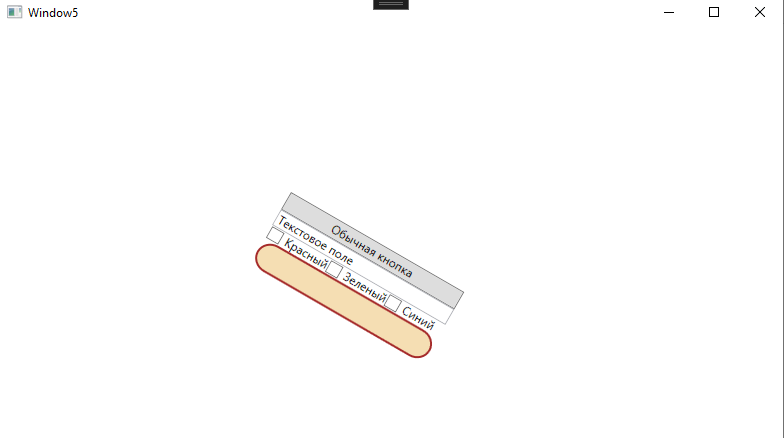 Window5
Обычная кнопка
Текстовое поле
Красный Зеленый Синий